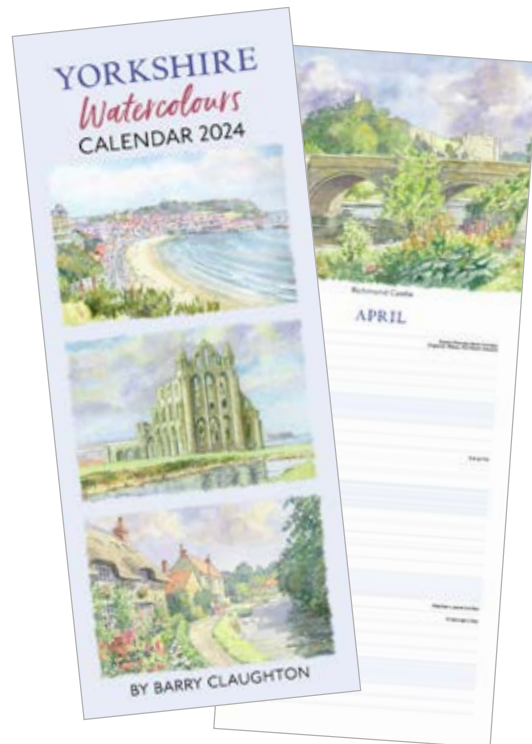 YORKSHIRE
Watercolours
CALENDAR 2024
BY BARRY CLAUGHTON
Richmond Castle
APRIL